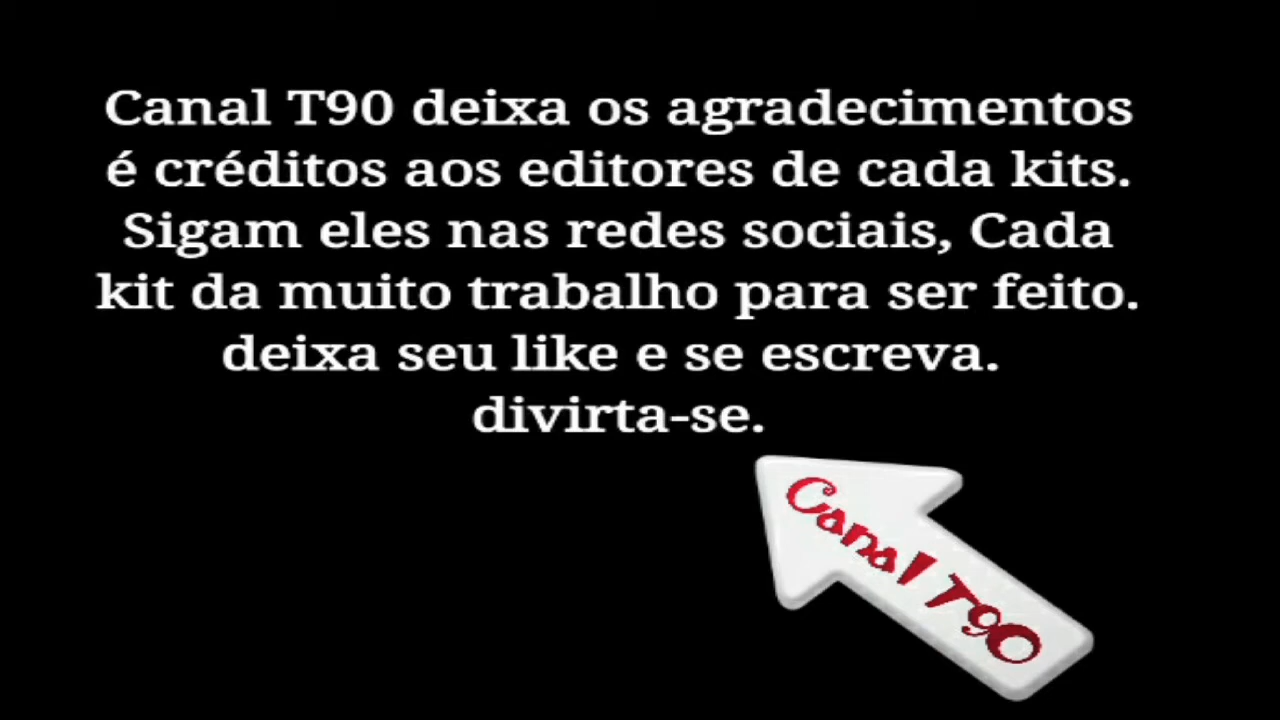 Canal T90 deixa os agradecimentos
é créditos aos editores de cada kits.
Sigam eles nas redes sociais, Cada
kit da muito trabalho para ser feito.
deixa seu like e se escreva.
divirta-se.
Canal T90